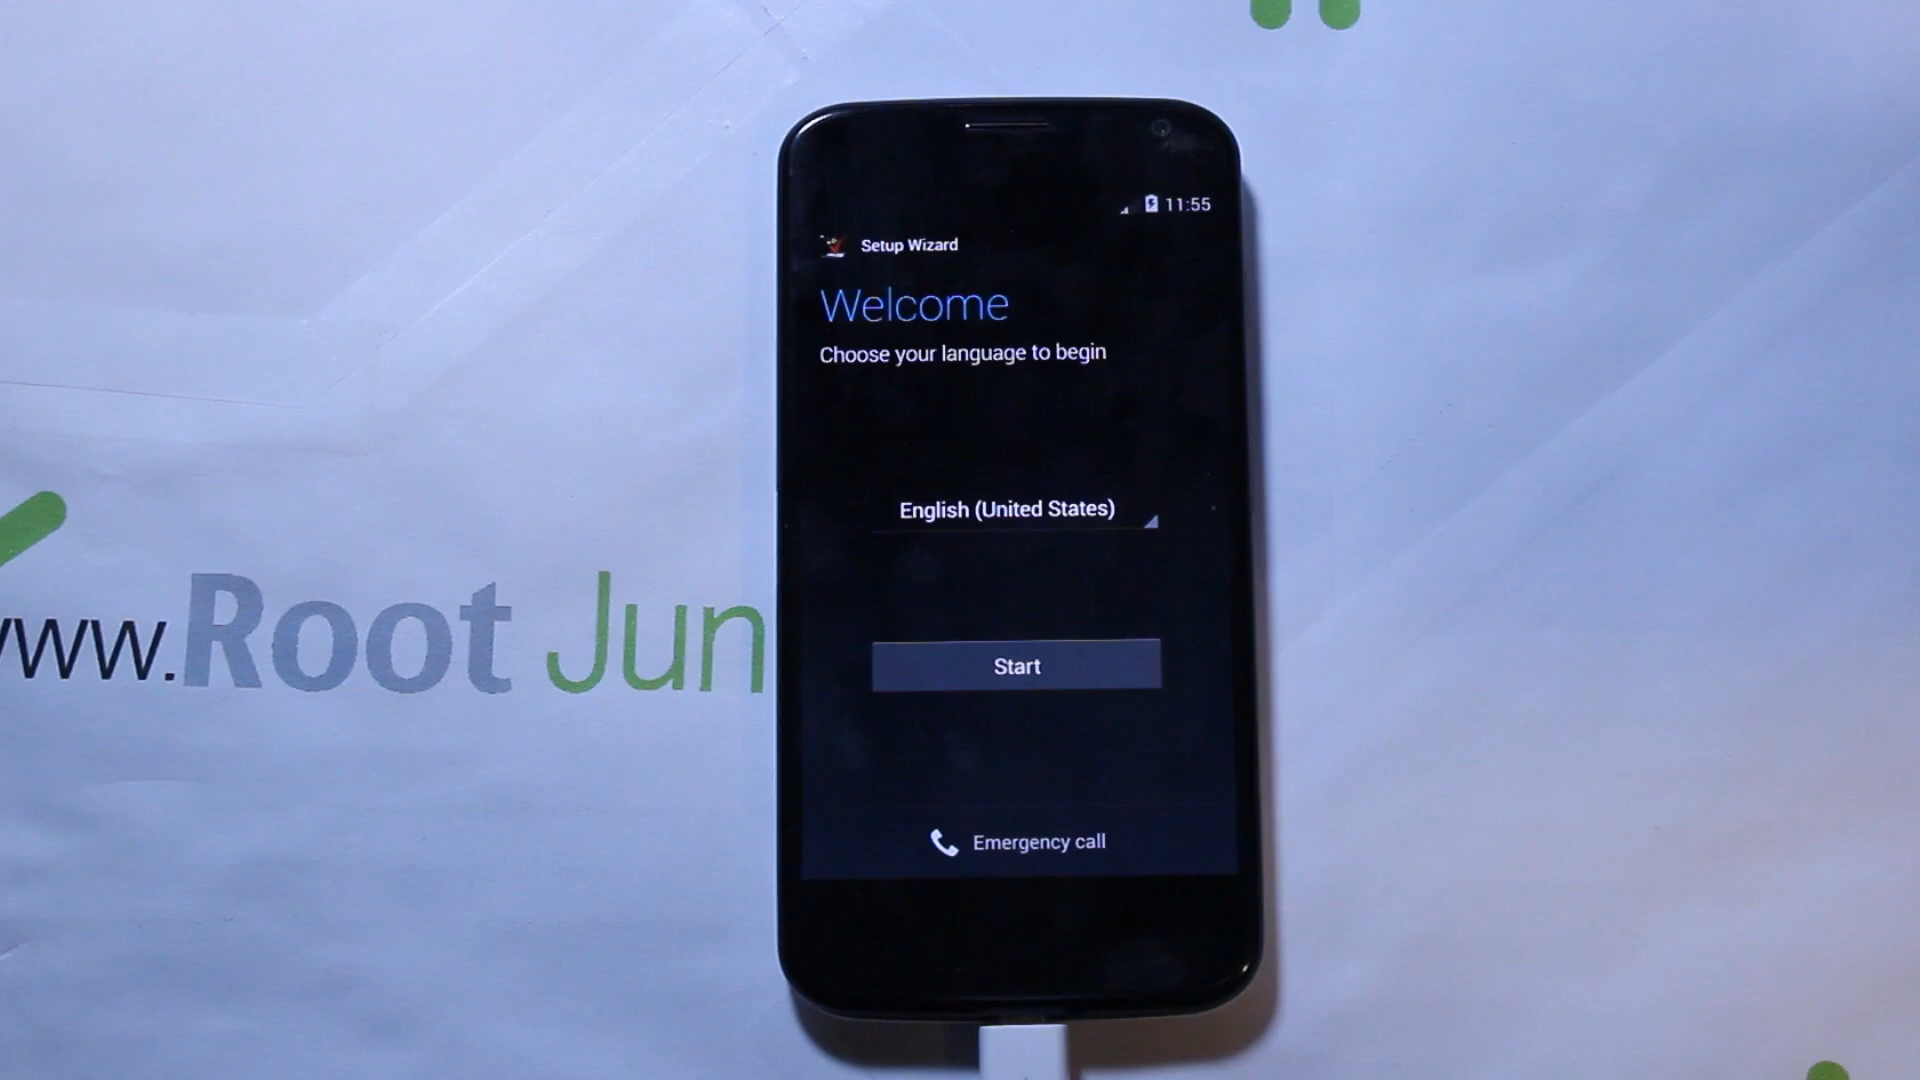 11:55
Setup Wizard
Welcome
Choose your language to begin
English (United States)
www.Root Jun
Start
Emergency call